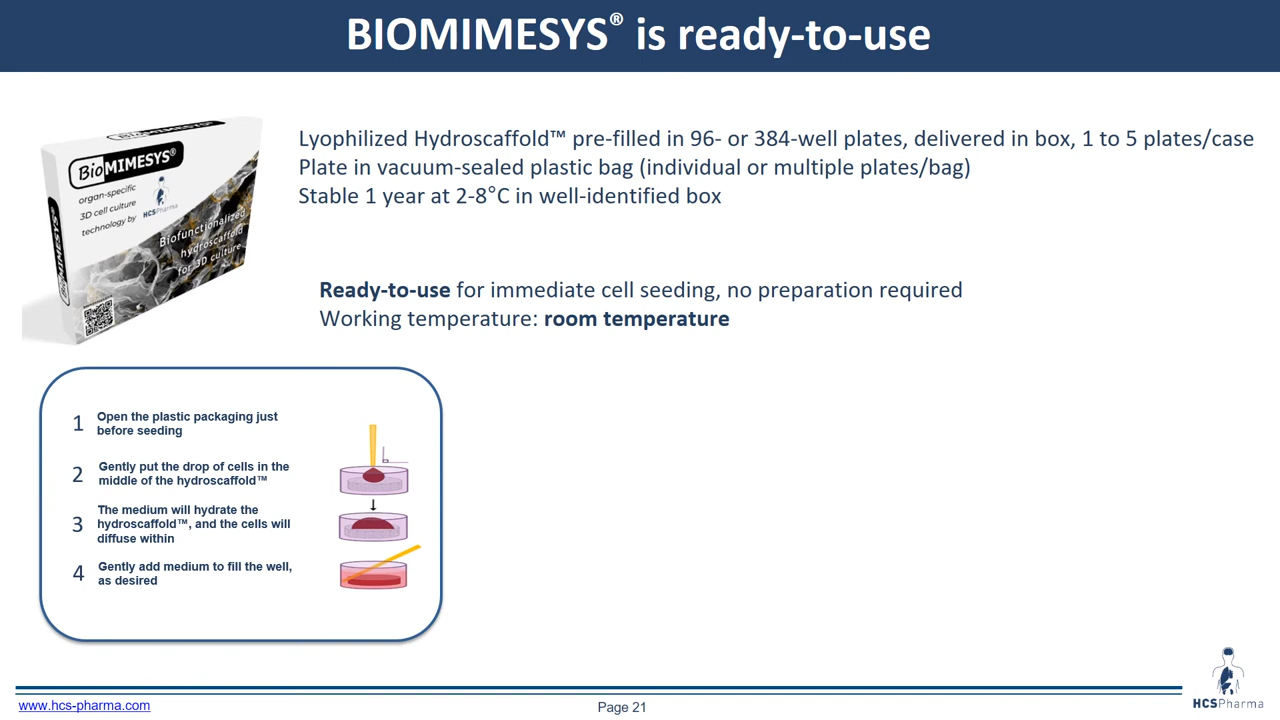 BIOMIMESYS® is ready-to-use
BioMIMESYS®
BioMIMESYS®
organ-specific
3D cell culture
technology by
HCSPharma
Biofunctionalized
hydroscaffold
for 3D culture
BioMIMESYS®
Lyophilized Hydroscaffold™ pre-filled in 96- or 384-well plates, delivered in box, 1 to 5 plates/case
Plate in vacuum-sealed plastic bag (individual or multiple plates/bag)
Stable 1 year at 2-8°C in well-identified box
Ready-to-use for immediate cell seeding, no preparation required
Working temperature: room temperature
1 Open the plastic packaging just
before seeding
2 Gently put the drop of cells in the
middle of the hydroscaffold™
3 The medium will hydrate the
hydroscaffold™, and the cells will
diffuse within
4 Gently add medium to fill the well,
as desired
www.hcs-pharma.com
Page 21
HCSPharma